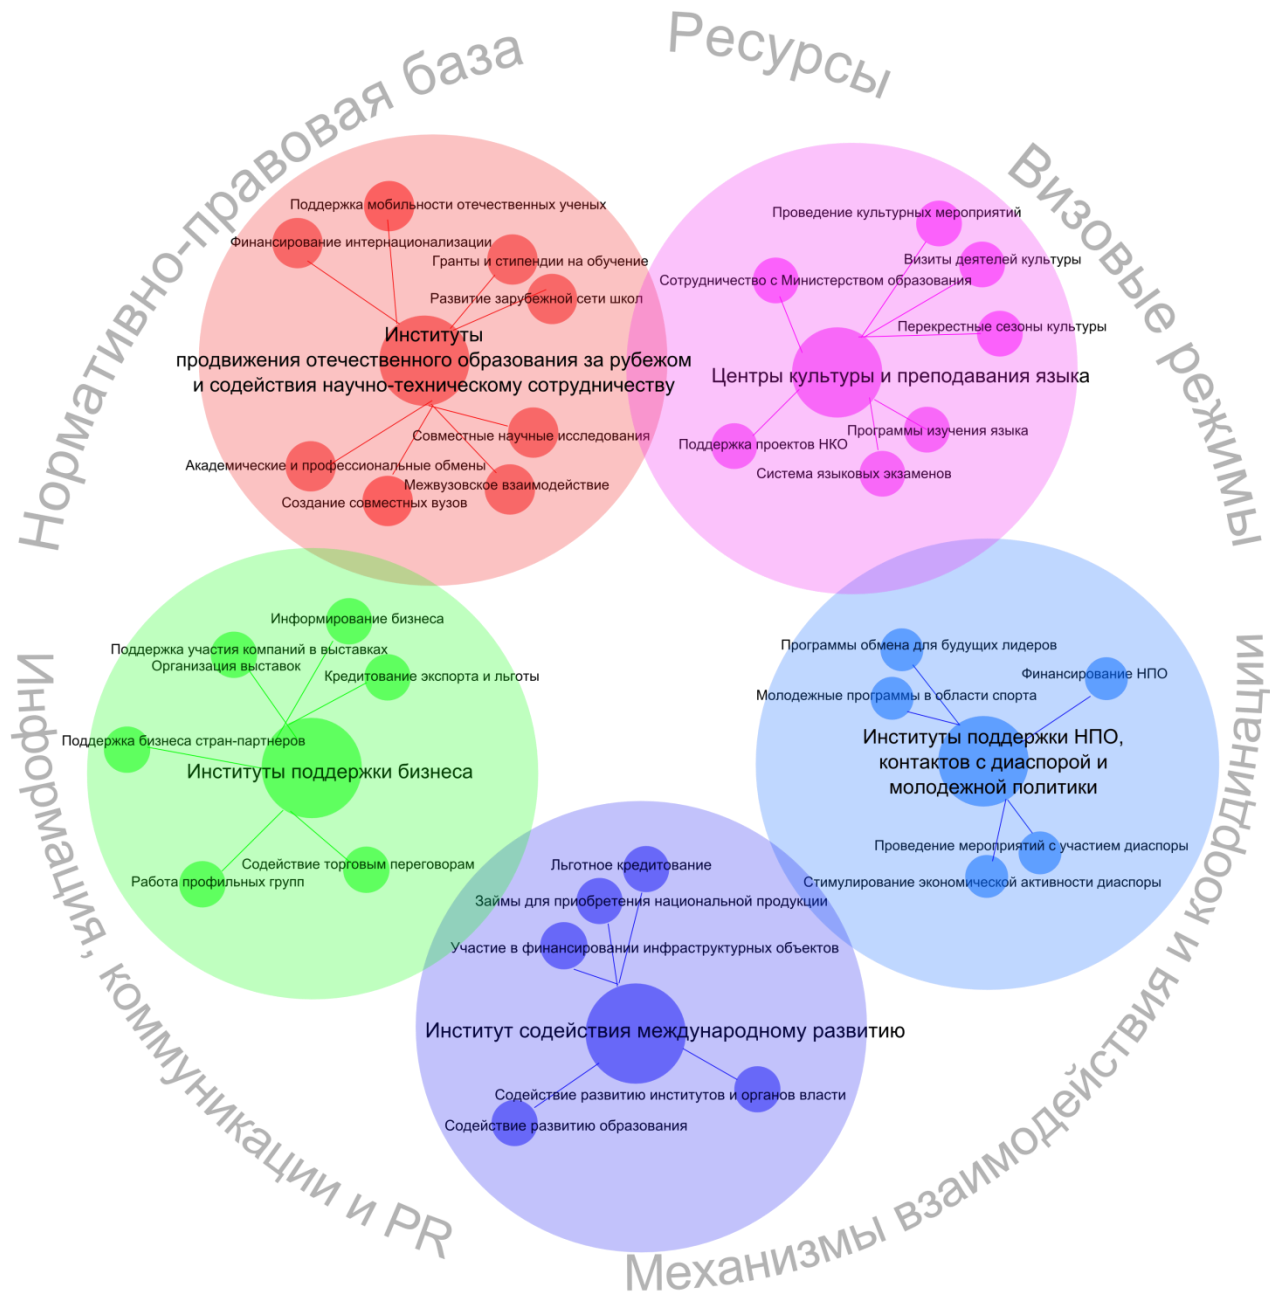 Нормативно-правовая база
Ресурсы
Визовые режимы
Поддержка мобильности отечественных ученых
Финансирование интернационализации
Гранты и стипендии на обучение
Развитие зарубежной сети школ
Институты
продвижения отечественного образования за рубежом
и содействия научно-техническому сотрудничеству
Совместные научные исследования
Академические и профессиональные обмены
Межвузовское взаимодействие
Создание совместных вузов
Проведение культурных мероприятий
Визиты деятелей культуры
Сотрудничество с Министерством образования
Перекрестные сезоны культуры
Центры культуры и преподавания языка
Программы изучения языка
Поддержка проектов НКО
Система языковых экзаменов
Информирование бизнеса
Поддержка участия компаний в выставках
Организация выставок
Кредитование экспорта и льготы
Поддержка бизнеса стран-партнеров
Институты поддержки бизнеса
Содействие торговым переговорам
Работа профильных групп
Программы обмена для будущих лидеров
Финансирование НПО
Молодежные программы в области спорта
Институты поддержки НПО,
контактов с диаспорой и
молодежной политики
Проведение мероприятий с участием диаспоры
Стимулирование экономической активности диаспоры
Льготное кредитование
Займы для приобретения национальной продукции
Участие в финансировании инфраструктурных объектов
Институт содействия международному развитию
Содействие развитию институтов и органов власти
Содействие развитию образования
Информация, коммуникации и PR
Механизмы взаимодействия и координации